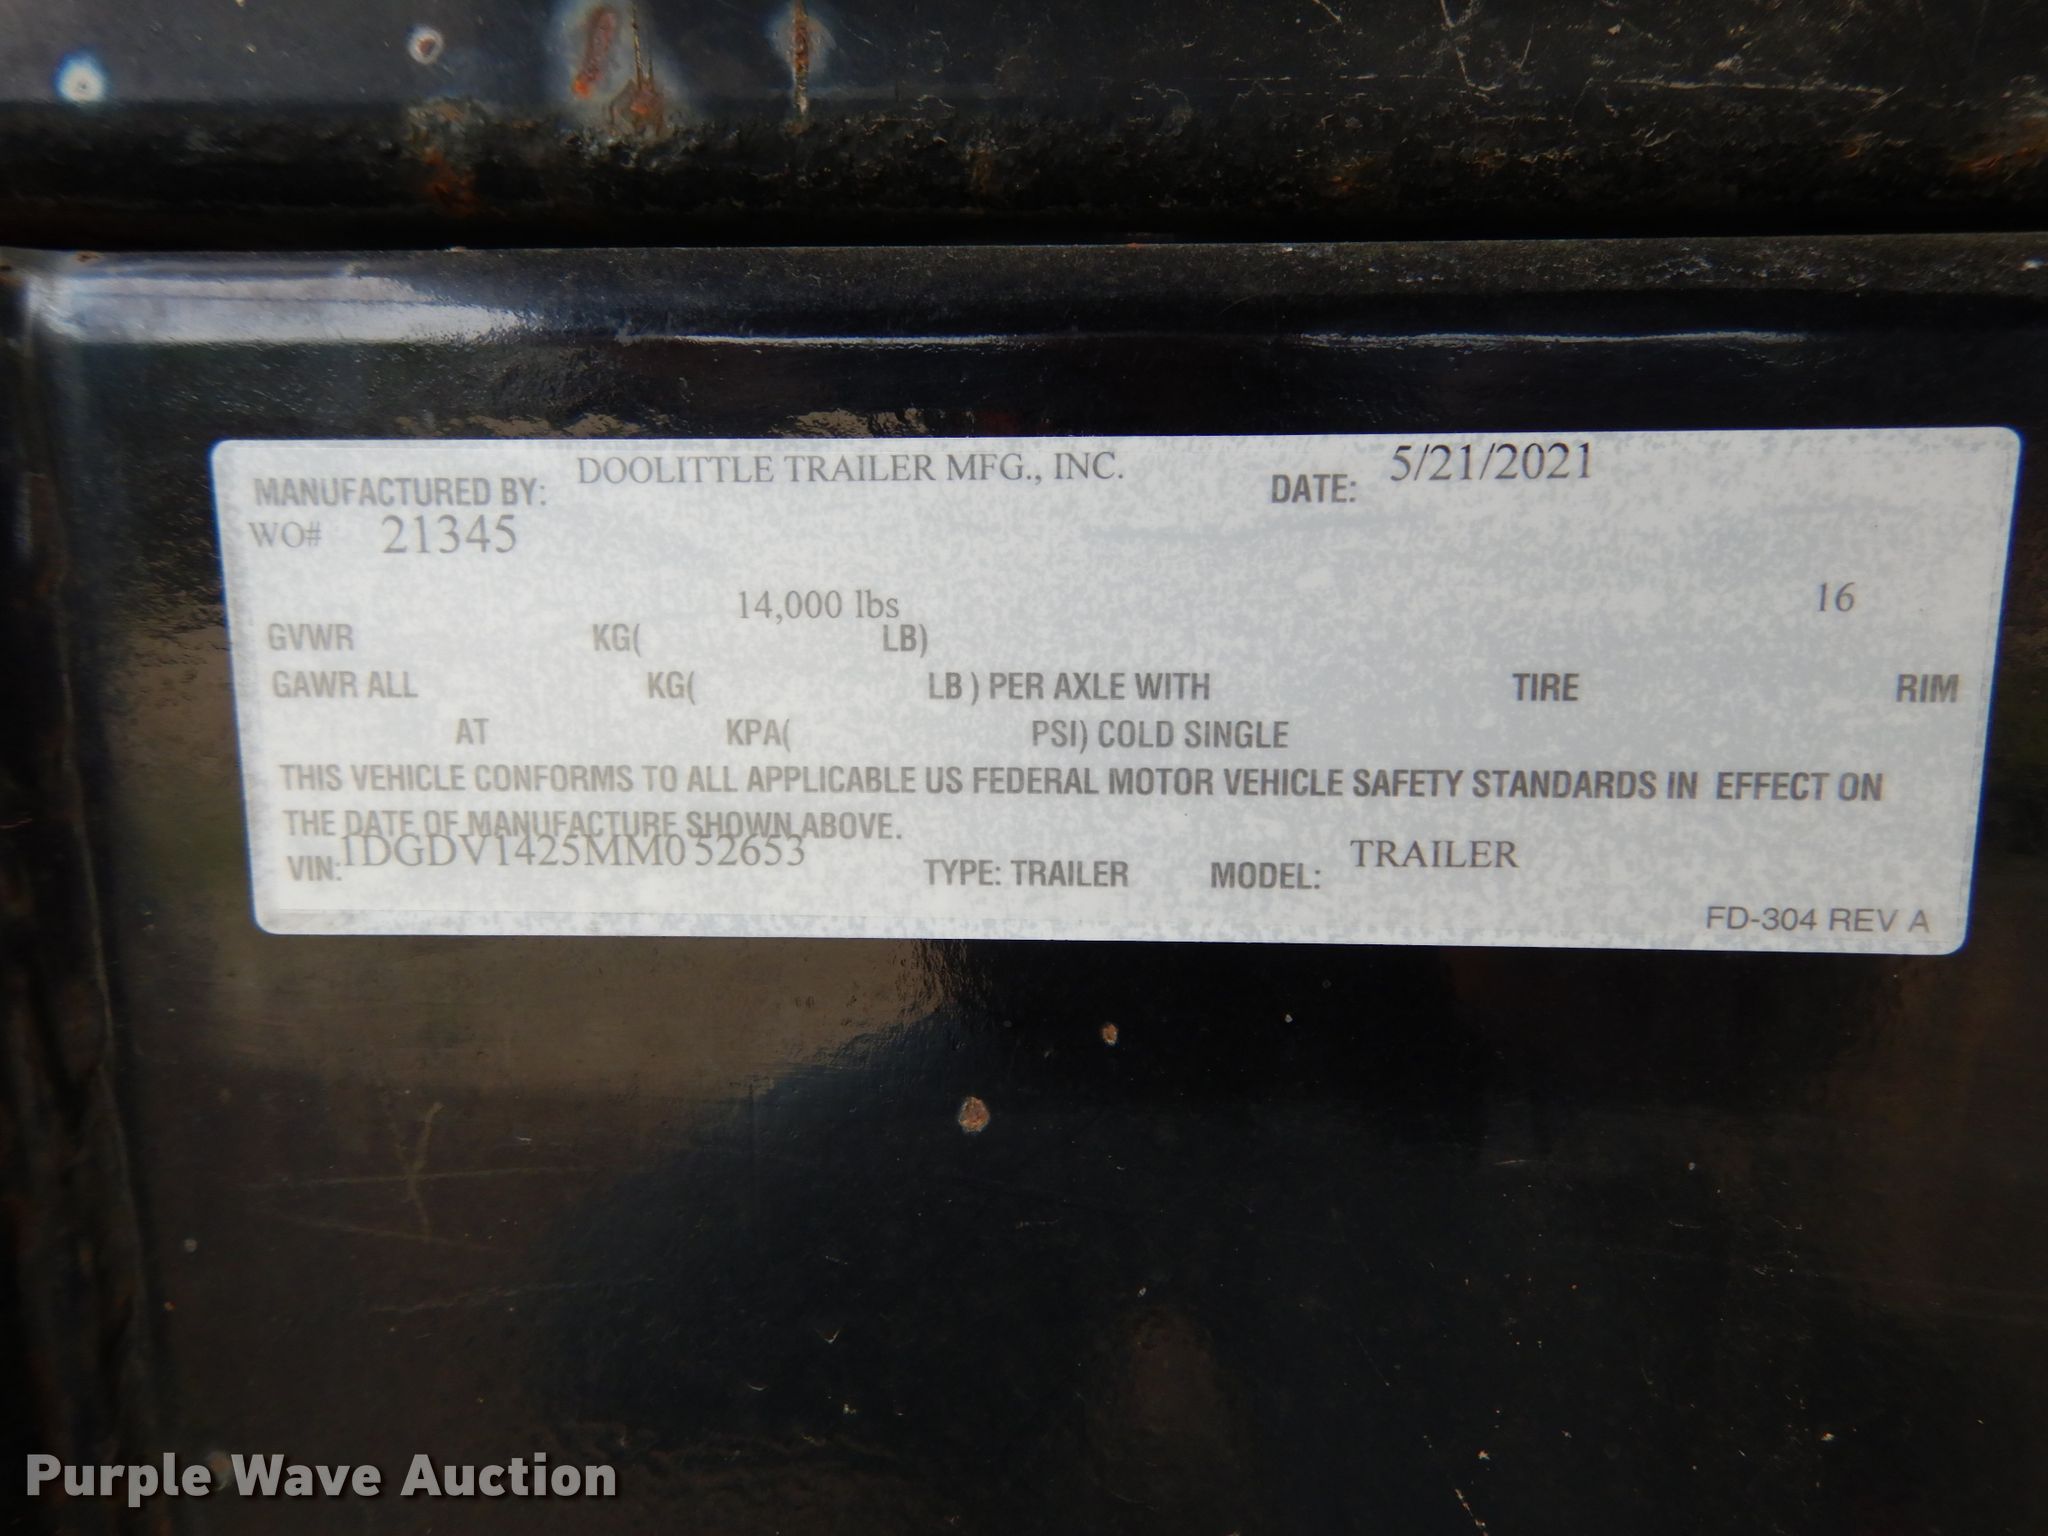 MANUFACTURED BY: DOOLITTLE TRAILER MFG., INC. DATE: 5/21/2021
WO# 21345
14,000 lbs 16
GVWR KG( LB)
GAWR ALL KG( LB) PER AXLE WITH TIRE RIM
AT KPA( PSI) COLD SINGLE
THIS VEHICLE CONFORMS TO ALL APPLICABLE US FEDERAL MOTOR VEHICLE SAFETY STANDARDS IN EFFECT ON
THE DATE OF MANUFACTURE SHOWN ABOVE.
VIN: 1DGDV1425MM052653 TYPE: TRAILER MODEL: TRAILER
FD-304 REV A
Purple Wave Auction